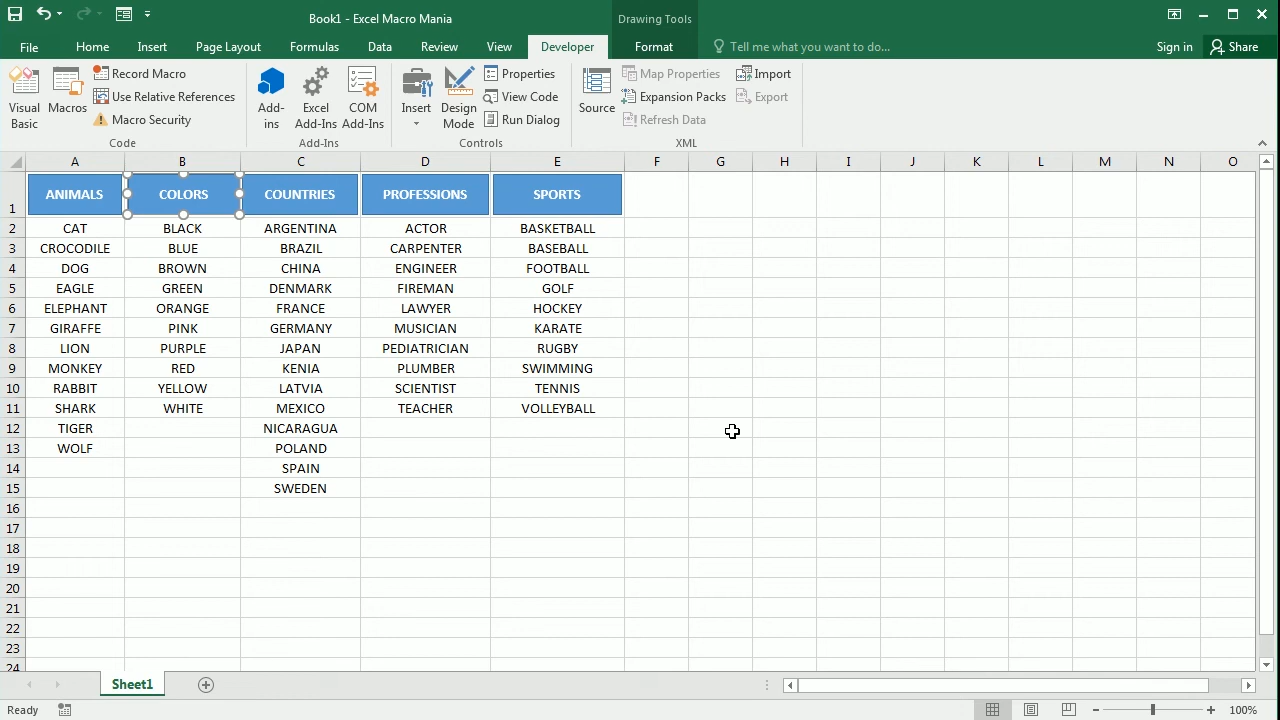 Book1 - Excel Macro Mania
Drawing Tools
File Home Insert Page Layout Formulas Data Review View Developer Format Tell me what you want to do... Sign in Share
Visual Basic
Macros
Record Macro
Use Relative References
Macro Security
Code
Add-ins
Excel Add-Ins
COM Add-Ins
Add-Ins
Insert
Design Mode
Properties
View Code
Run Dialog
Controls
Source
Map Properties
Expansion Packs
Refresh Data
Import
Export
XML
A B C D E F G H I J K L M N O
1 ANIMALS COLORS COUNTRIES PROFESSIONS SPORTS
2 CAT BLACK ARGENTINA ACTOR BASKETBALL
3 CROCODILE BLUE BRAZIL CARPENTER BASEBALL
4 DOG BROWN CHINA ENGINEER FOOTBALL
5 EAGLE GREEN DENMARK FIREMAN GOLF
6 ELEPHANT ORANGE FRANCE LAWYER HOCKEY
7 GIRAFFE PINK GERMANY MUSICIAN KARATE
8 LION PURPLE JAPAN PEDIATRICIAN RUGBY
9 MONKEY RED KENIA PLUMBER SWIMMING
10 RABBIT YELLOW LATVIA SCIENTIST TENNIS
11 SHARK WHITE MEXICO TEACHER VOLLEYBALL
12 TIGER NICARAGUA
13 WOLF POLAND
14 SPAIN
15 SWEDEN
16
17
18
19
20
21
22
23
24
Sheet1
Ready 100%